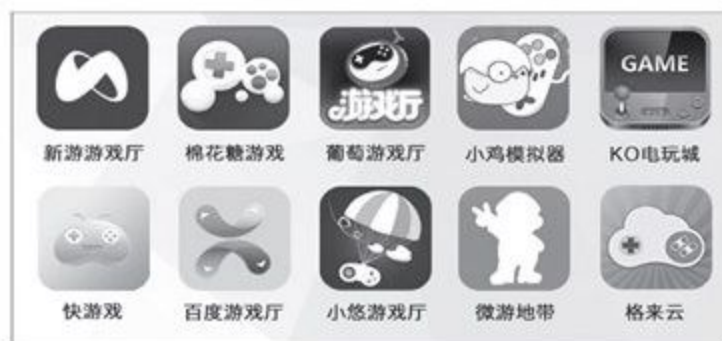 游戏厅
GAME
新游游戏厅 棉花糖游戏 葡萄游戏厅 小鸡模拟器 KO电玩城
快游戏 百度游戏厅 小悠游戏厅 微游地带 格来云